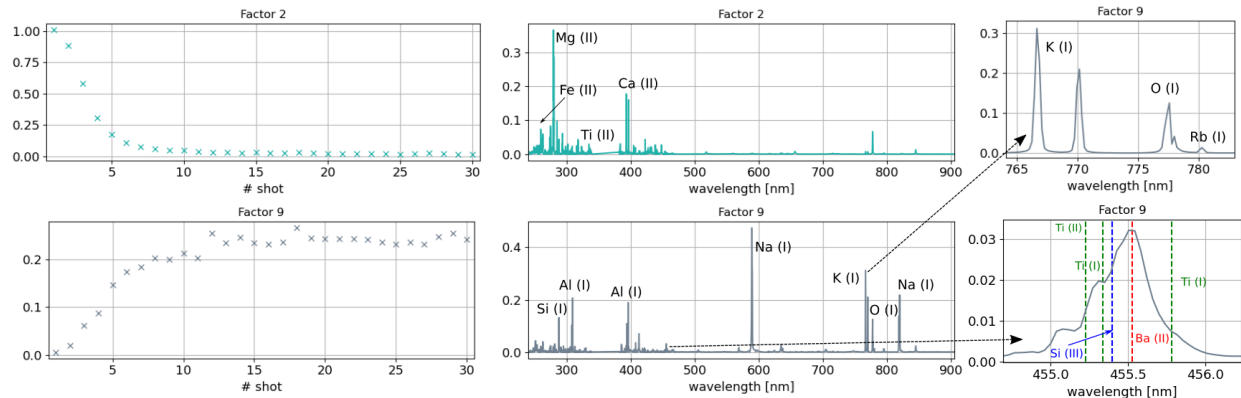 Factor 2
1.00
0.75
0.50
0.25
0.00
0 5 10 15 20 25 30
# shot
Factor 2
0.3
0.2
0.1
0.0
Mg (II)
Fe (II)
Ca (II)
Ti (II)
300 400 500 600 700 800 900
wavelength [nm]
Factor 9
0.3
0.2
0.1
0.0
K (I)
O (I)
Rb (I)
765 770 775 780
wavelength [nm]
Factor 9
0.2
0.1
0.0
0 5 10 15 20 25 30
# shot
Factor 9
0.4
0.2
0.0
Na (I)
K (I)
Na (I)
Al (I)
Al (I)
Si (I)
O (I)
300 400 500 600 700 800 900
wavelength [nm]
Factor 9
0.03
0.02
0.01
0.00
Ti (II)
Ti (I)
Ti (I)
Ba (II)
Si (III)
455.0 455.5 456.0
wavelength [nm]